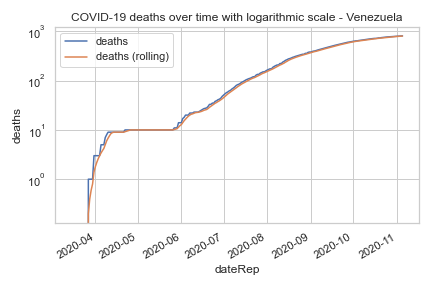 COVID-19 deaths over time with logarithmic scale - Venezuela
deaths
deaths (rolling)
10³
10²
10¹
10⁰
deaths
2020-04
2020-05
2020-06
2020-07
2020-08
2020-09
2020-10
2020-11
dateRep